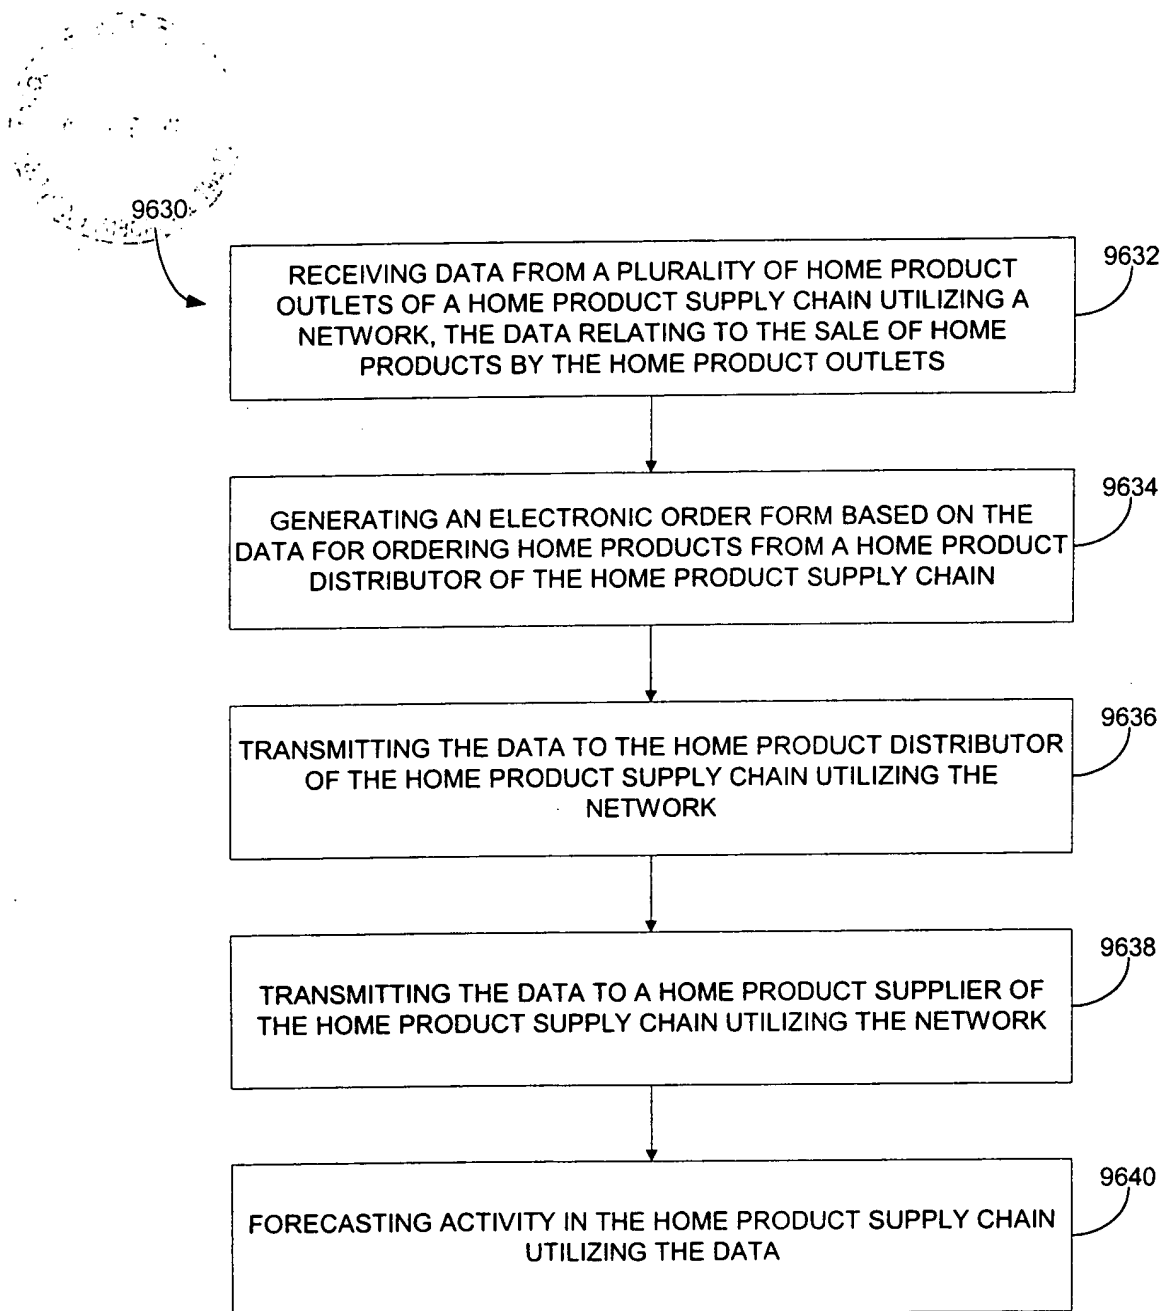 9630
RECEIVING DATA FROM A PLURALITY OF HOME PRODUCT
OUTLETS OF A HOME PRODUCT SUPPLY CHAIN UTILIZING A
NETWORK, THE DATA RELATING TO THE SALE OF HOME
PRODUCTS BY THE HOME PRODUCT OUTLETS
9632
GENERATING AN ELECTRONIC ORDER FORM BASED ON THE
DATA FOR ORDERING HOME PRODUCTS FROM A HOME PRODUCT
DISTRIBUTOR OF THE HOME PRODUCT SUPPLY CHAIN
9634
TRANSMITTING THE DATA TO THE HOME PRODUCT DISTRIBUTOR
OF THE HOME PRODUCT SUPPLY CHAIN UTILIZING THE
NETWORK
9636
TRANSMITTING THE DATA TO A HOME PRODUCT SUPPLIER OF
THE HOME PRODUCT SUPPLY CHAIN UTILIZING THE NETWORK
9638
FORECASTING ACTIVITY IN THE HOME PRODUCT SUPPLY CHAIN
UTILIZING THE DATA
9640